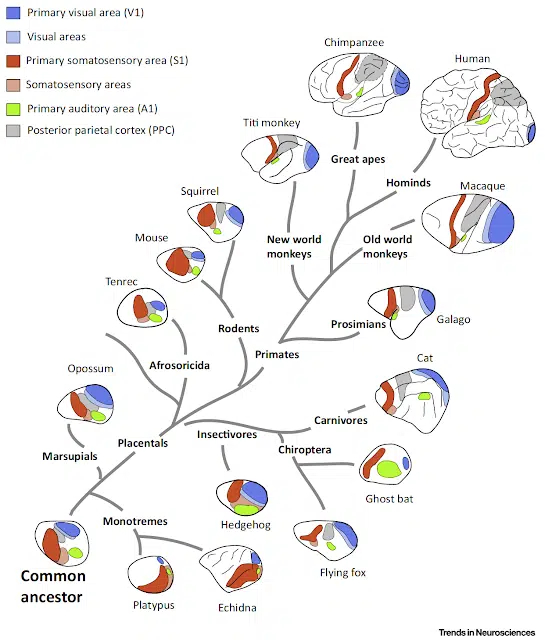 Primary visual area (V1)
Visual areas
Primary somatosensory area (S1)
Somatosensory areas
Primary auditory area (A1)
Posterior parietal cortex (PPC)
Chimpanzee
Human
Titi monkey
Great apes
Hominds
Squirrel
Macaque
Mouse
New world
monkeys
Old world
monkeys
Tenrec
Rodents
Prosimians
Galago
Primates
Afrosoricida
Cat
Opossum
Carnivores
Placentals
Insectivores
Marsupials
Chiroptera
Ghost bat
Monotremes
Hedgehog
Common
ancestor
Flying fox
Platypus
Echidna
Trends in Neurosciences